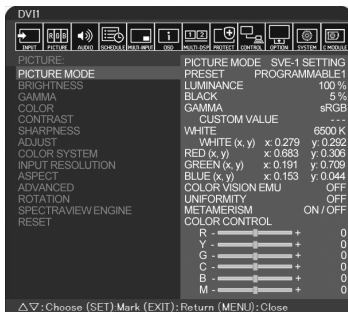 DVI1
INPUT PICTURE AUDIO SCHEDULE MULTI-INPUT OSD MULTI-DSP PROTECT CONTROL OPTION SYSTEM C MODULE
PICTURE:
PICTURE MODE
BRIGHTNESS
GAMMA
COLOR
CONTRAST
SHARPNESS
ADJUST
COLOR SYSTEM
INPUT RESOLUTION
ASPECT
ADVANCED
ROTATION
SPECTRAVIEW ENGINE
RESET
PICTURE MODE SVE-1 SETTING
PRESET PROGRAMMABLE1
LUMINANCE 100 %
BLACK 5 %
GAMMA sRGB
CUSTOM VALUE ---
WHITE 6500 K
WHITE (x, y) x: 0.279 y: 0.292
RED (x, y) x: 0.683 y: 0.306
GREEN (x, y) x: 0.191 y: 0.709
BLUE (x, y) x: 0.153 y: 0.044
COLOR VISION EMU OFF
UNIFORMITY OFF
METAMERISM ON / OFF
COLOR CONTROL
R - + 0
Y - + 0
G - + 0
C - + 0
B - + 0
M - + 0
△▽:Choose (SET):Mark (EXIT):Return (MENU):Close